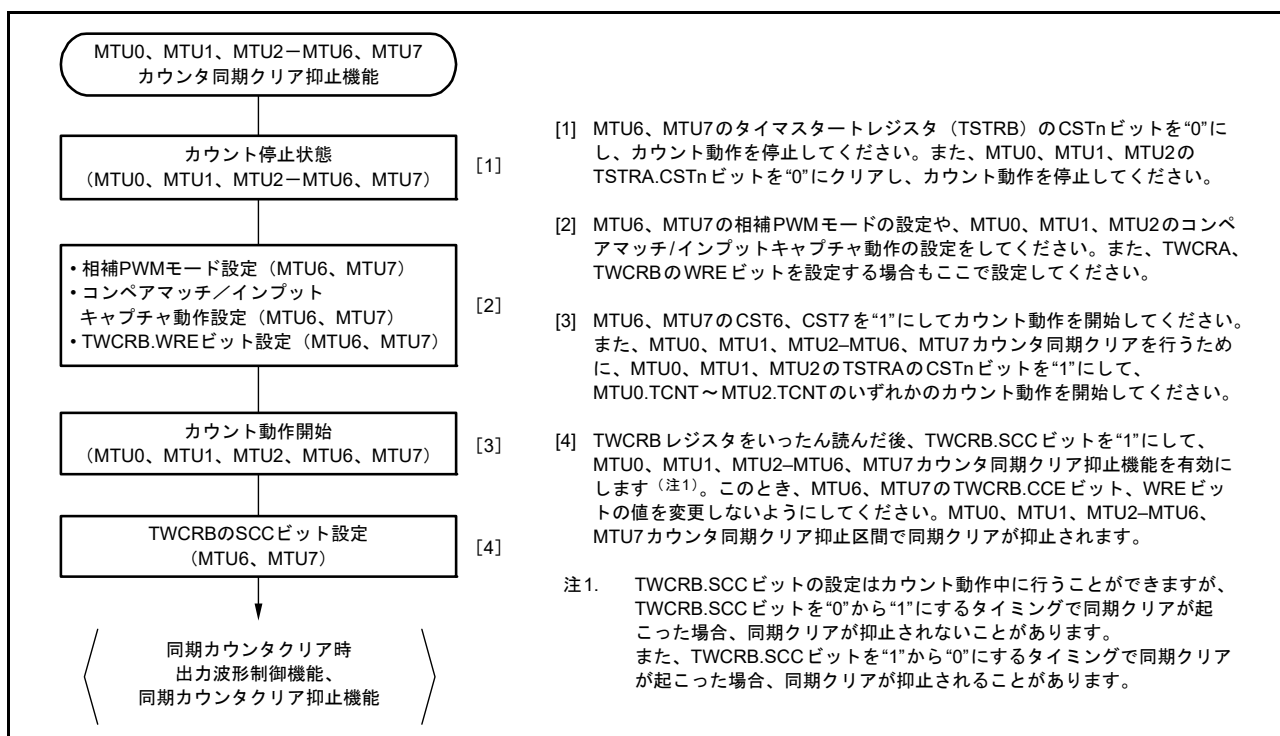 MTU0、MTU1、MTU2－MTU6、MTU7
カウンタ同期クリア抑止機能
カウント停止状態
（MTU0、MTU1、MTU2－MTU6、MTU7）
[1]
• 相補PWMモード設定（MTU6、MTU7）
• コンペアマッチ／インプット
キャプチャ動作設定（MTU6、MTU7）
• TWCRB.WREビット設定（MTU6、MTU7）
[2]
カウント動作開始
（MTU0、MTU1、MTU2、MTU6、MTU7）
[3]
TWCRBのSCCビット設定
（MTU6、MTU7）
[4]
同期カウンタクリア時
出力波形制御機能、
同期カウンタクリア抑止機能
[1] MTU6、MTU7のタイマスタートレジスタ（TSTRB）のCSTnビットを“0”に
し、カウント動作を停止してください。また、MTU0、MTU1、MTU2の
TSTRA.CSTnビットを“0”にクリアし、カウント動作を停止してください。
[2] MTU6、MTU7の相補PWMモードの設定や、MTU0、MTU1、MTU2のコンペ
アマッチ/インプットキャプチャ動作の設定をしてください。また、TWCRA、
TWCRBのWREビットを設定する場合もここで設定してください。
[3] MTU6、MTU7のCST6、CST7を“1”にしてカウント動作を開始してください。
また、MTU0、MTU1、MTU2–MTU6、MTU7カウンタ同期クリアを行うため
に、MTU0、MTU1、MTU2のTSTRAのCSTnビットを“1”にして、
MTU0.TCNT～MTU2.TCNTのいずれかのカウント動作を開始してください。
[4] TWCRBレジスタをいったん読んだ後、TWCRB.SCCビットを“1”にして、
MTU0、MTU1、MTU2–MTU6、MTU7カウンタ同期クリア抑止機能を有効に
します（注1）。このとき、MTU6、MTU7のTWCRB.CCEビット、WREビッ
トの値を変更しないようにしてください。MTU0、MTU1、MTU2–MTU6、
MTU7カウンタ同期クリア抑止区間で同期クリアが抑止されます。
注1. TWCRB.SCCビットの設定はカウント動作中に行うことができますが、
TWCRB.SCCビットを“0”から“1”にするタイミングで同期クリアが起
こった場合、同期クリアが抑止されないことがあります。
また、TWCRB.SCCビットを“1”から“0”にするタイミングで同期クリア
が起こった場合、同期クリアが抑止されることがあります。